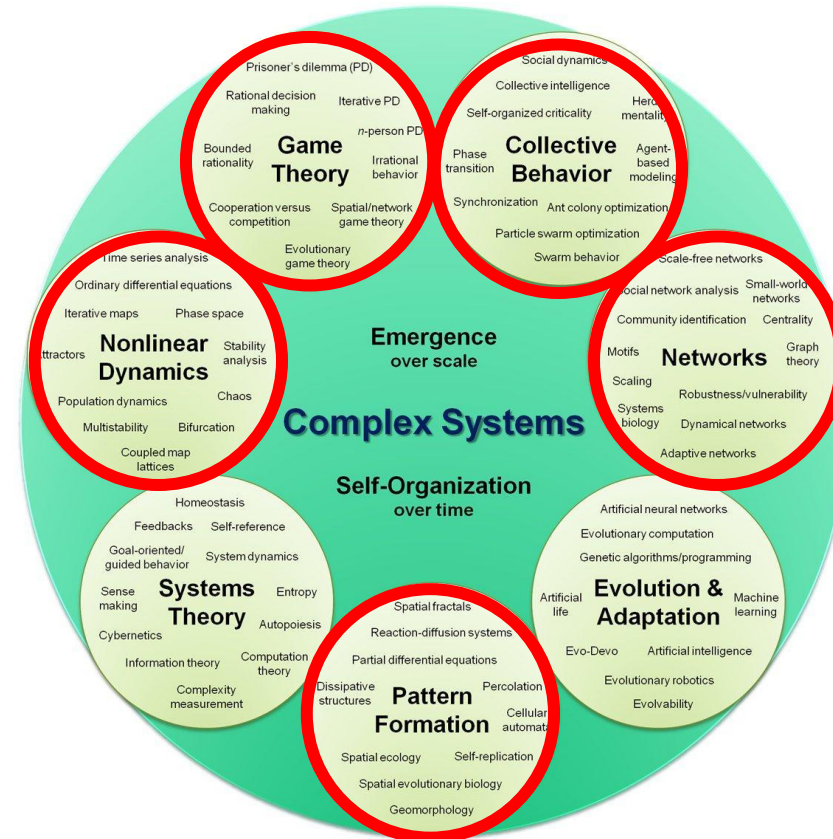 Prisoner's dilemma (PD)
Rational decision
making
Iterative PD
n-person PD
Bounded
rationality
Game
Theory
Irrational
behavior
Cooperation versus
competition
Spatial/network
game theory
Evolutionary
game theory
Social dynamics
Collective intelligence
Herd
mentality
Self-organized criticality
Phase
transition
Collective
Behavior
Agent-
based
modeling
Synchronization
Ant colony optimization
Particle swarm optimization
Swarm behavior
Time series analysis
Ordinary differential equations
Iterative maps
Phase space
Attractors
Nonlinear
Dynamics
Stability
analysis
Population dynamics
Chaos
Multistability
Bifurcation
Coupled map
lattices
Scale-free networks
Social network analysis
Small-world
networks
Community identification
Centrality
Motifs
Networks
Graph
theory
Scaling
Robustness/vulnerability
Systems
biology
Dynamical networks
Adaptive networks
Emergence
over scale
Complex Systems
Self-Organization
over time
Homeostasis
Feedbacks
Self-reference
Goal-oriented/
guided behavior
System dynamics
Sense
making
Systems
Theory
Entropy
Autopoiesis
Cybernetics
Information theory
Computation
theory
Complexity
measurement
Artificial neural networks
Evolutionary computation
Genetic algorithms/programming
Artificial
life
Evolution &
Adaptation
Machine
learning
Evo-Devo
Artificial intelligence
Evolutionary robotics
Evolvability
Spatial fractals
Reaction-diffusion systems
Partial differential equations
Dissipative
structures
Pattern
Formation
Percolation
Cellular
automata
Spatial ecology
Self-replication
Spatial evolutionary biology
Geomorphology